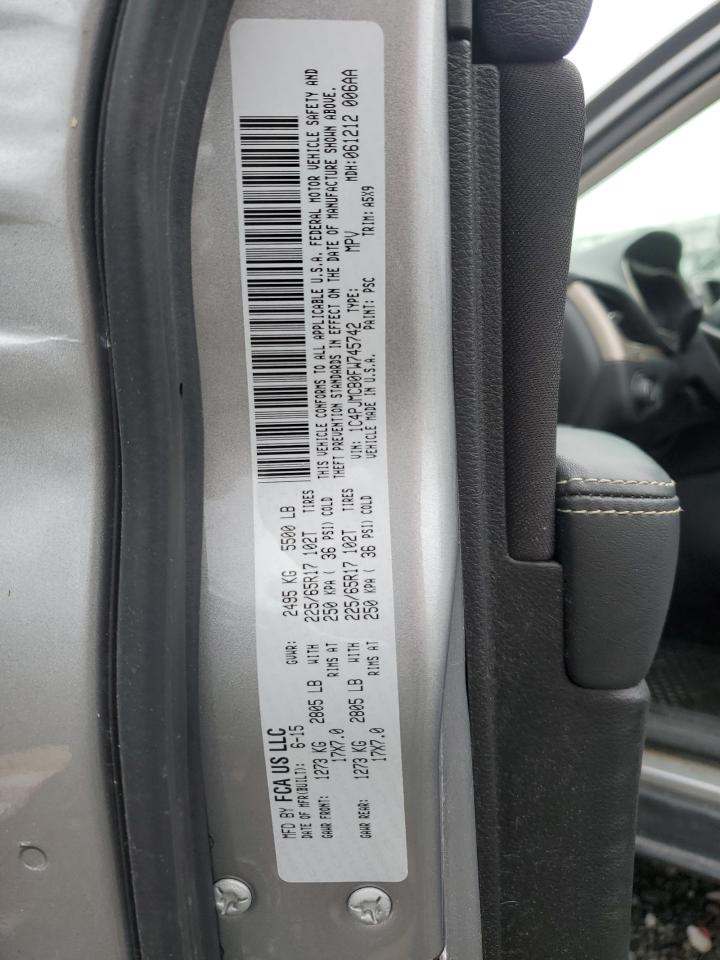 MFD BY FCA US LLC
DATE OF MFR(BUILT): 6-15 GVWR: 2495 KG 5500 LB
GAWR FRONT: 1273 KG 2805 LB WITH 225/65R17 102T TIRES
17X7.0 RIMS AT 250 KPA ( 36 PSI) COLD
GAWR REAR: 1273 KG 2805 LB WITH 225/65R17 102T TIRES
17X7.0 RIMS AT 250 KPA ( 36 PSI) COLD
THIS VEHICLE CONFORMS TO ALL APPLICABLE U.S.A. FEDERAL MOTOR VEHICLE SAFETY AND
THEFT PREVENTION STANDARDS IN EFFECT ON THE DATE OF MANUFACTURE SHOWN ABOVE.
VIN: 1C4PJMCB0FW745742 TYPE: MPV MDH:061212 006AA
VEHICLE MADE IN U.S.A. PAINT: PSC TRIM: A5X9